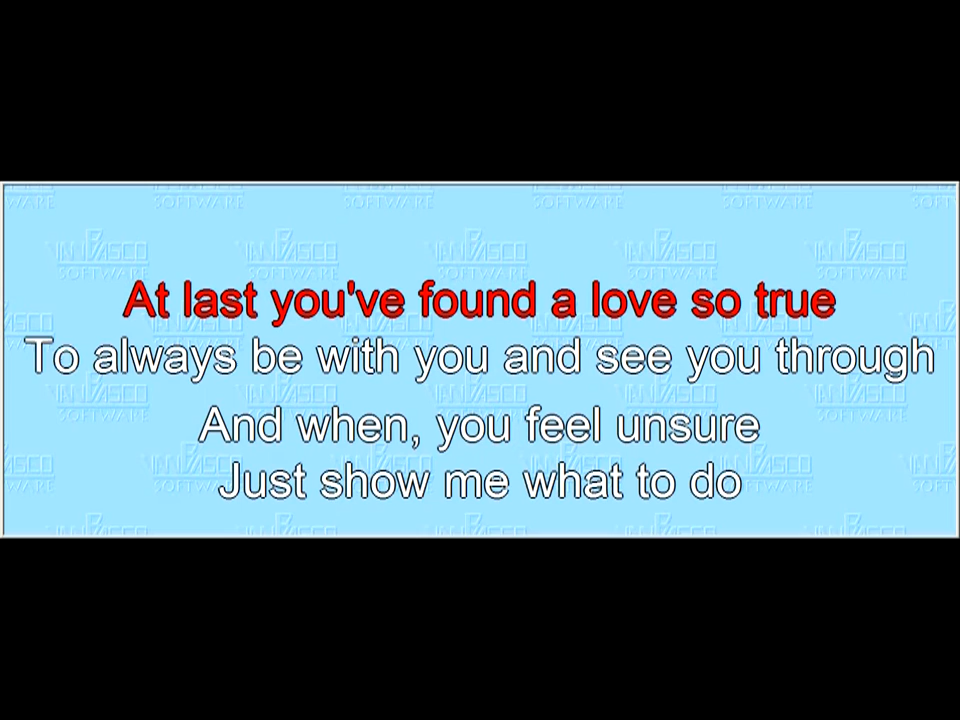 At last you've found a love so true
To always be with you and see you through
And when, you feel unsure
Just show me what to do